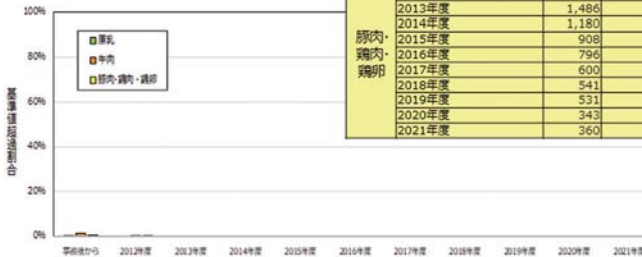 100%
80%
60%
40%
20%
0%
基準値超過割合
原乳
牛肉
豚肉・鶏肉・鶏卵
事故後から 2012年度 2013年度 2014年度 2015年度 2016年度 2017年度 2018年度 2019年度 2020年度 2021年度
豚肉・
鶏肉・
鶏卵
2013年度 1,486
2014年度 1,180
2015年度 908
2016年度 796
2017年度 600
2018年度 541
2019年度 531
2020年度 343
2021年度 360